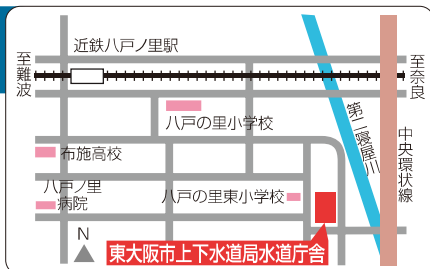 近鉄八戸ノ里駅
至難波
至奈良
八戸の里小学校
第二寝屋川
中央環状線
布施高校
八戸ノ里
病院
八戸の里東小学校
N
東大阪市上下水道局水道庁舎